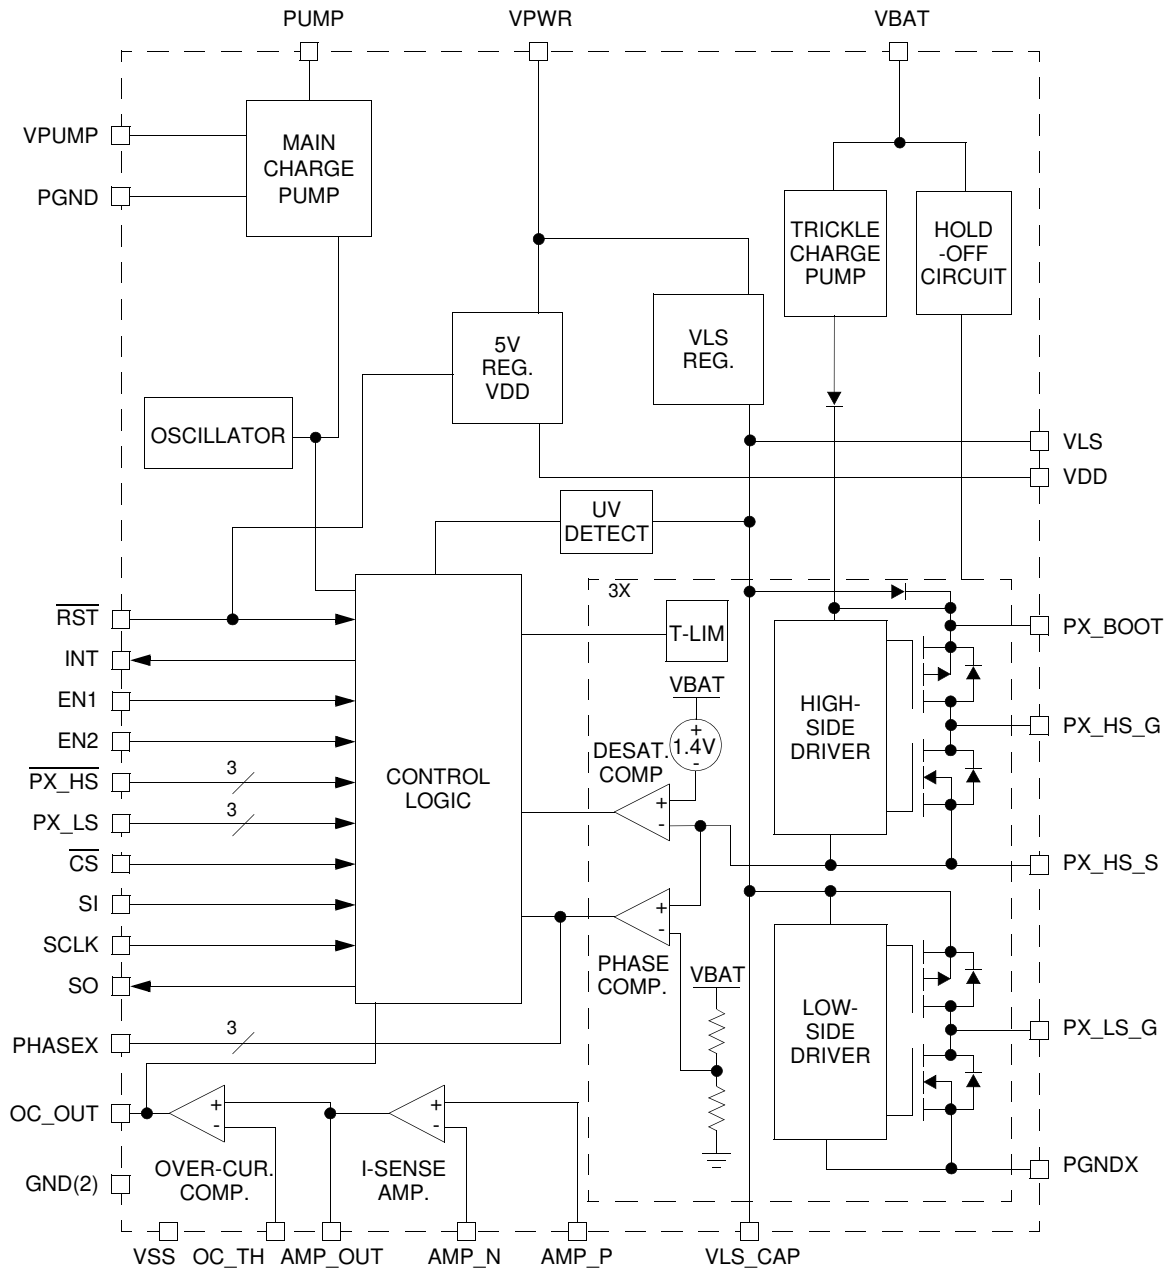 PUMP
VPWR
VBAT
VPUMP
PGND
MAIN
CHARGE
PUMP
TRICKLE
CHARGE
PUMP
HOLD
-OFF
CIRCUIT
5V
REG.
VDD
VLS
REG.
OSCILLATOR
VLS
VDD
UV
DETECT
3X
RST
INT
EN1
EN2
PX_HS
3
PX_LS
3
CS
SI
SCLK
SO
PHASEX
3
OC_OUT
GND(2)
CONTROL
LOGIC
T-LIM
VBAT
+
1.4V
-
DESAT.
COMP.
+
-
PHASE
COMP.
+
-
VBAT
HIGH-
SIDE
DRIVER
LOW-
SIDE
DRIVER
PX_BOOT
PX_HS_G
PX_HS_S
PX_LS_G
PGNDX
+
-
OVER-CUR.
COMP.
+
-
I-SENSE
AMP.
VSS
OC_TH
AMP_OUT
AMP_N
AMP_P
VLS_CAP